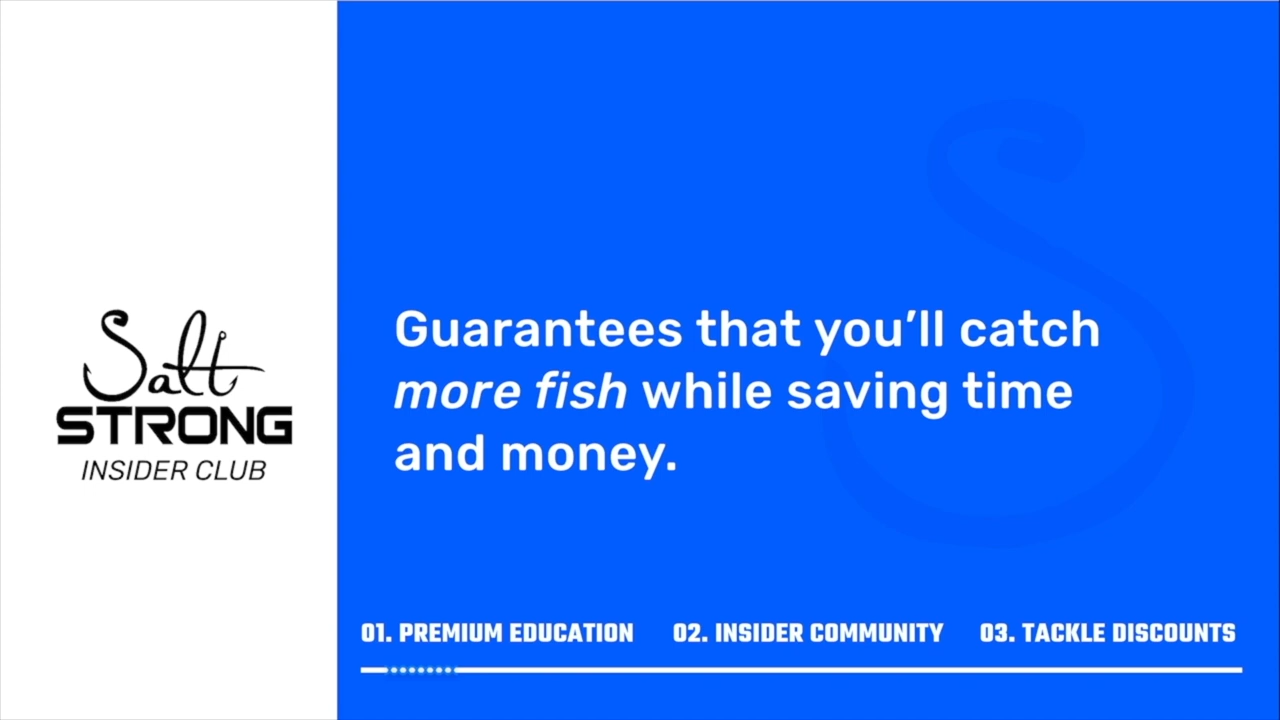 Salt
STRONG
INSIDER CLUB
Guarantees that you’ll catch
more fish while saving time
and money.
01. PREMIUM EDUCATION 02. INSIDER COMMUNITY 03. TACKLE DISCOUNTS